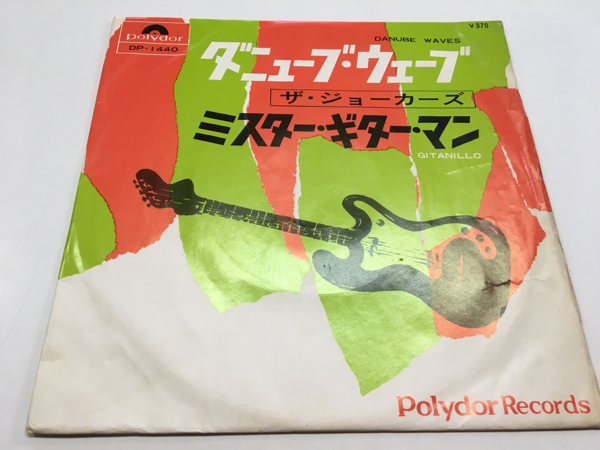 Polydor
DP-1440
¥370
DANUBE WAVES
ダニューブ・ウェーブ
ザ・ジョーカーズ
ミスター・ギター・マン
GITANILLO
Polydor Records